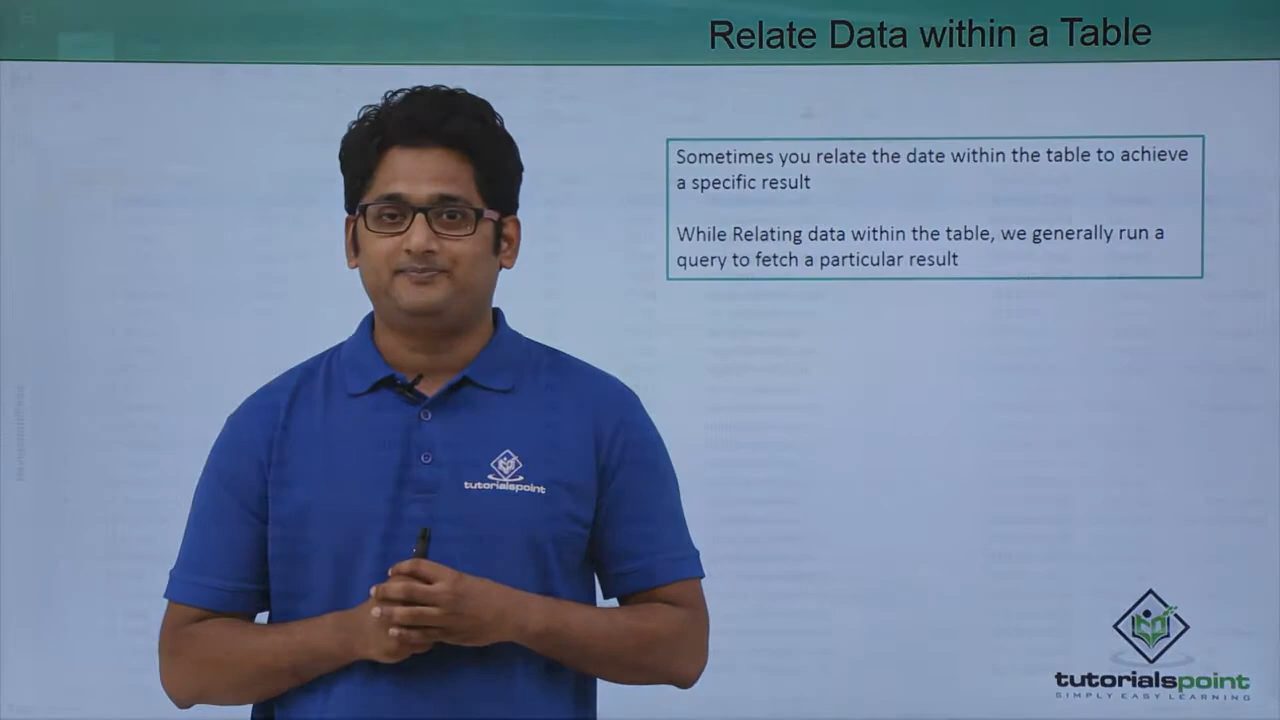 Relate Data within a Table
Sometimes you relate the date within the table to achieve
a specific result
While Relating data within the table, we generally run a
query to fetch a particular result
tutorialspoint
tutorialspoint
SIMPLY EASY LEARNING